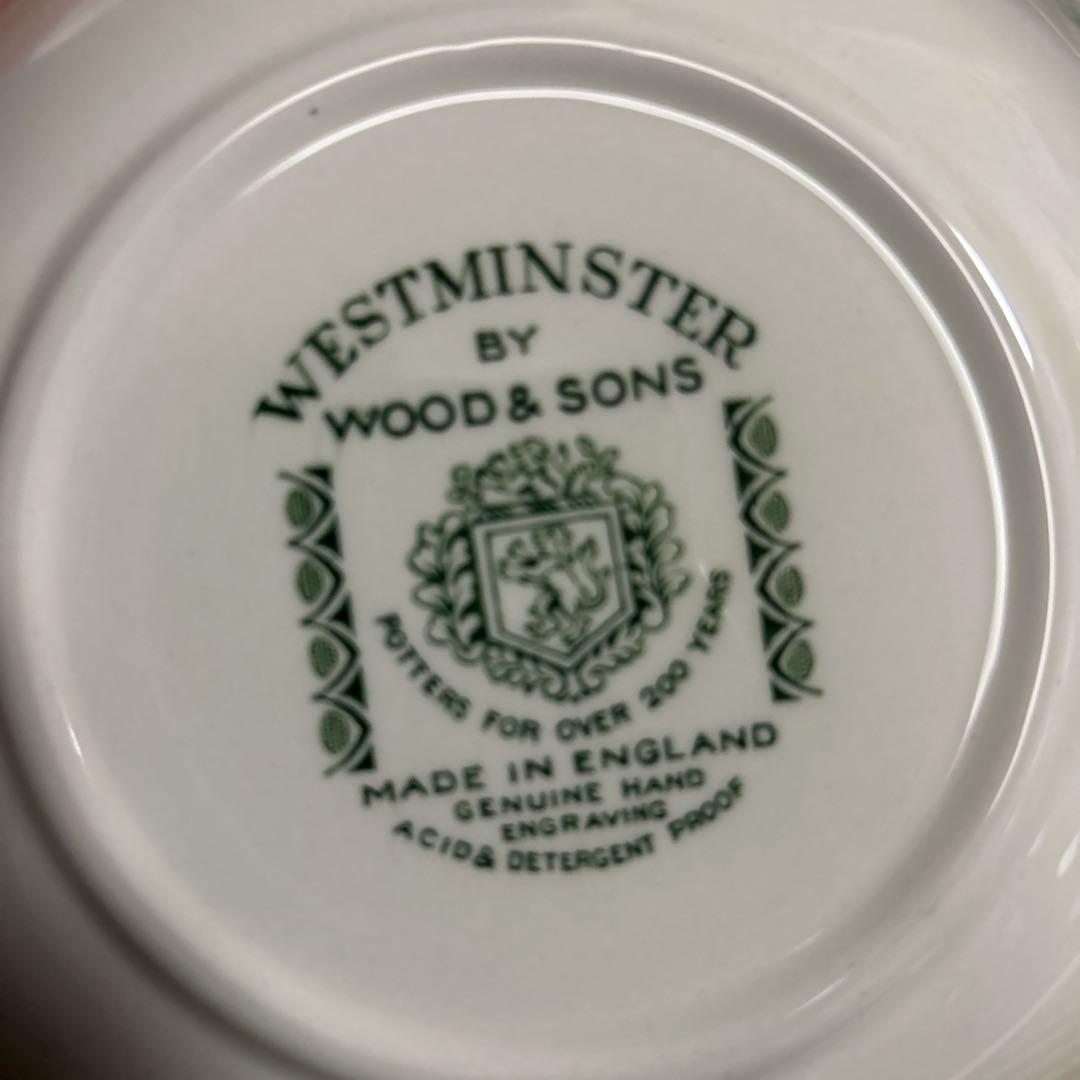 WESTMINSTER
BY
WOOD & SONS
POTTERS FOR OVER 200 YEARS
MADE IN ENGLAND
GENUINE HAND
ENGRAVING
ACID & DETERGENT PROOF